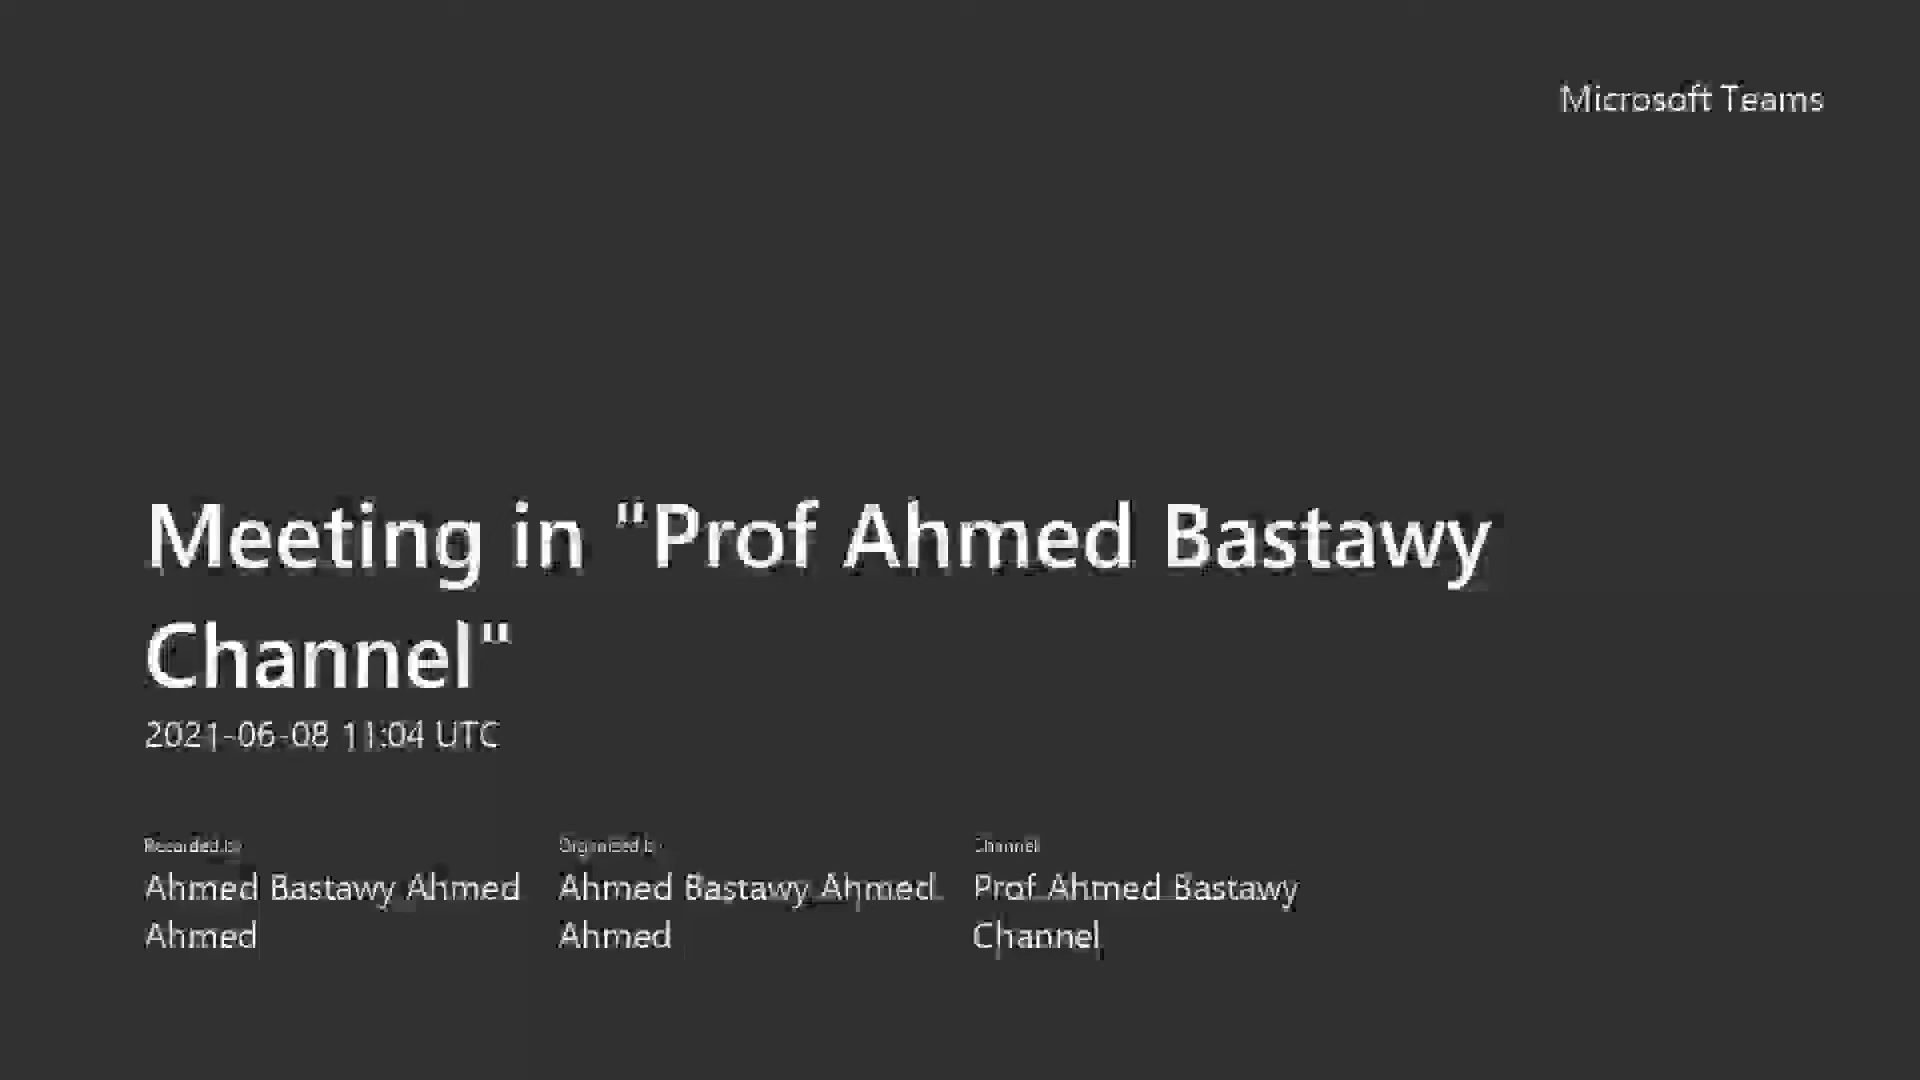 Microsoft Teams
Meeting in "Prof Ahmed Bastawy
Channel"
2021-06-08 11:04 UTC
Recorded by
Organized by
Channel
Ahmed Bastawy Ahmed
Ahmed
Ahmed Bastawy Ahmed
Ahmed
Prof Ahmed Bastawy
Channel